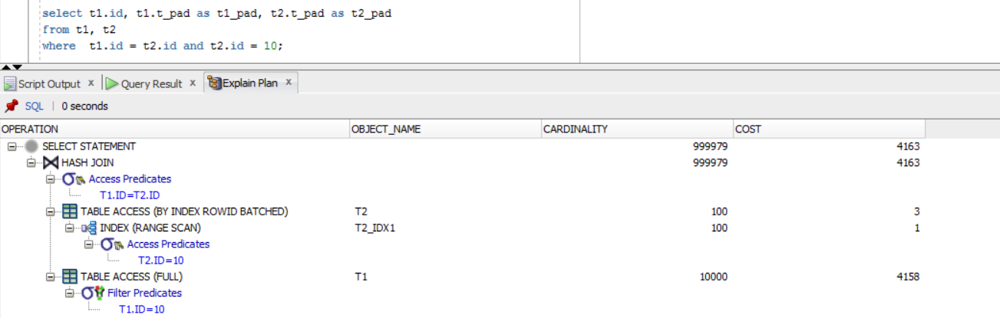 select t1.id, t1.t_pad as t1_pad, t2.t_pad as t2_pad
from t1, t2
where  t1.id = t2.id and t2.id = 10;
Script Output x Query Result x Explain Plan x
SQL | 0 seconds
OPERATION OBJECT_NAME CARDINALITY COST
SELECT STATEMENT 999979 4163
HASH JOIN 999979 4163
Access Predicates
T1.ID=T2.ID
TABLE ACCESS (BY INDEX ROWID BATCHED) T2 100 3
INDEX (RANGE SCAN) T2_IDX1 100 1
Access Predicates
T2.ID=10
TABLE ACCESS (FULL) T1 10000 4158
Filter Predicates
T1.ID=10